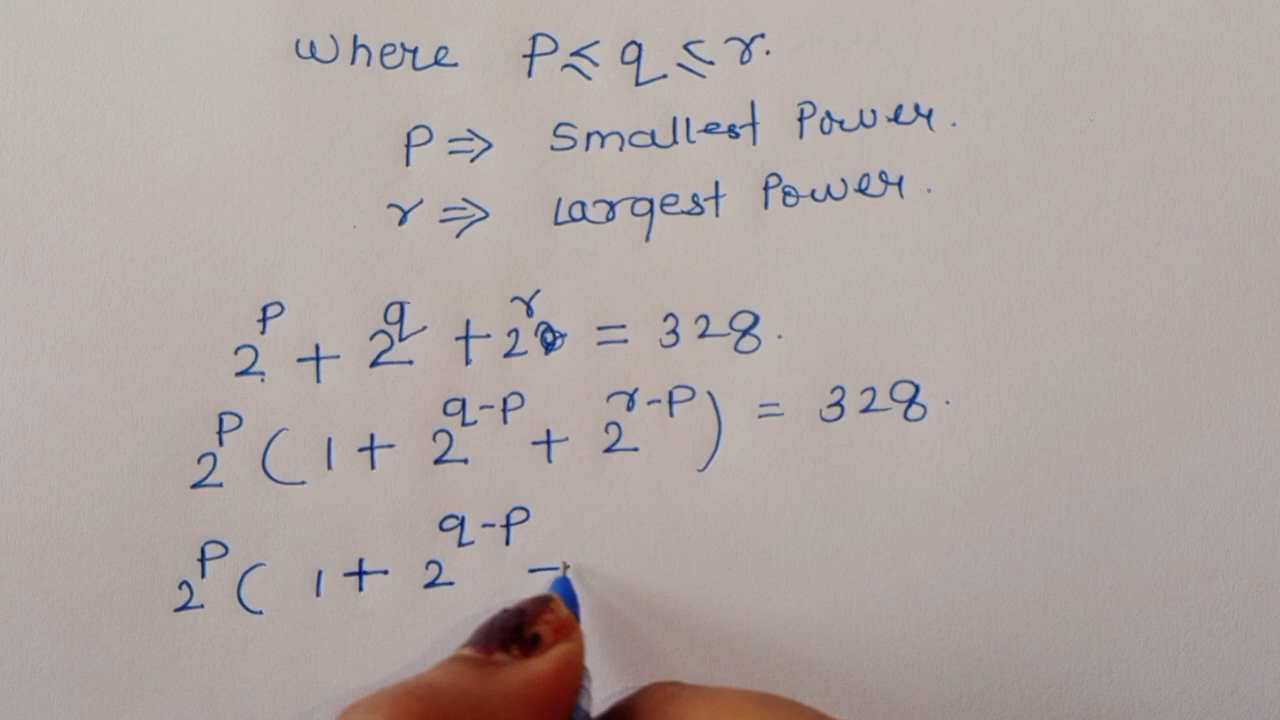 Where P ≤ q ≤ r.
P ⇒ Smallest Power.
r ⇒ Largest Power.
2^P + 2^q + 2^r = 328.
2^P ( 1 + 2^(q-P) + 2^(r-P) ) = 328.
2^P ( 1 + 2^(q-P) +